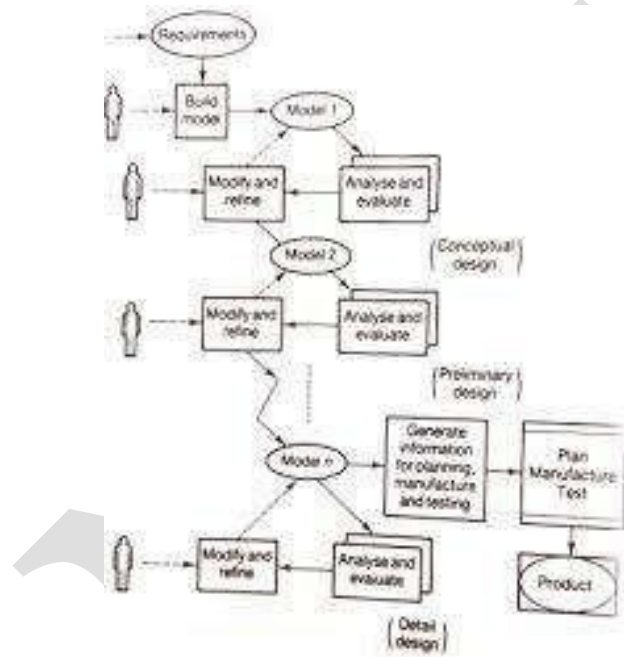 Requirements
Build
model
Model 1
Modify and
refine
Analyse and
evaluate
Model 2
(Conceptual
design)
Modify and
refine
Analyse and
evaluate
(Preliminary
design)
Model n
Generate
information
for planning,
manufacture
and testing
Plan
Manufacture
Test
Modify and
refine
Analyse and
evaluate
Product
(Detail
design)